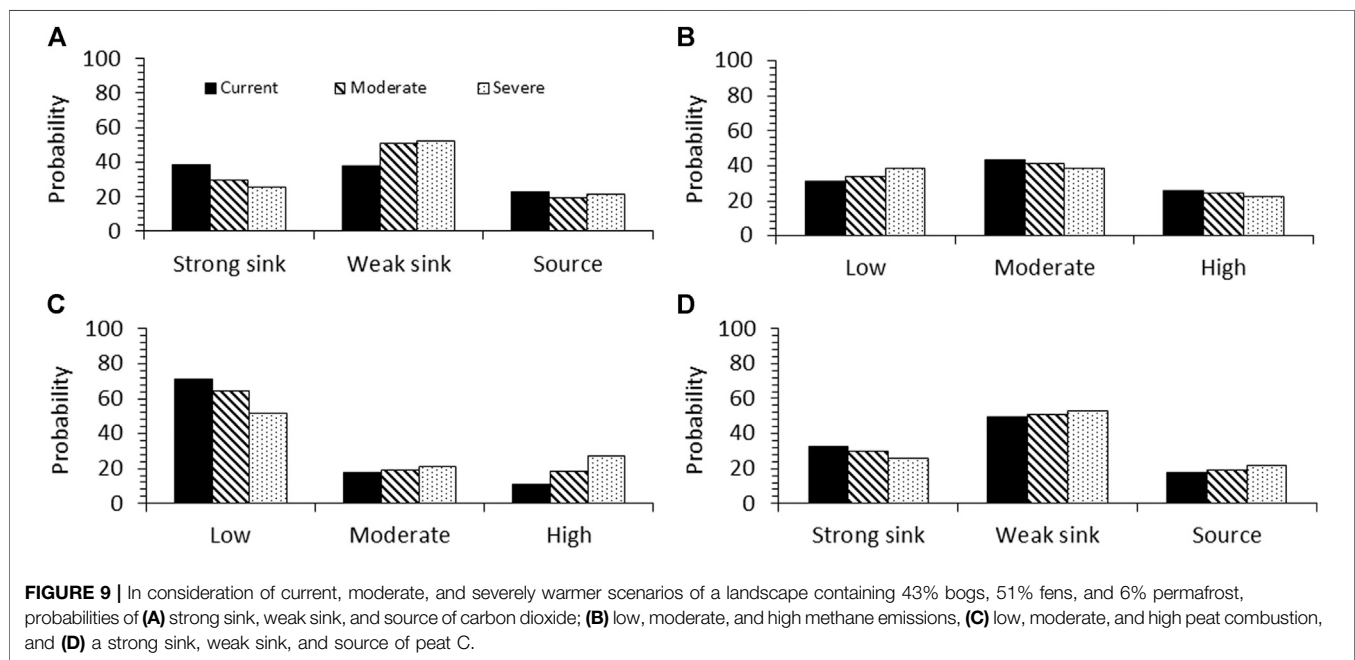 A
100
80
60
40
20
0
Probability
Current Moderate Severe
Strong sink Weak sink Source
B
100
80
60
40
20
0
Probability
Low Moderate High
C
100
80
60
40
20
0
Probability
Low Moderate High
D
100
80
60
40
20
0
Probability
Strong sink Weak sink Source
FIGURE 9 | In consideration of current, moderate, and severely warmer scenarios of a landscape containing 43% bogs, 51% fens, and 6% permafrost,
probabilities of (A) strong sink, weak sink, and source of carbon dioxide; (B) low, moderate, and high methane emissions, (C) low, moderate, and high peat combustion,
and (D) a strong sink, weak sink, and source of peat C.